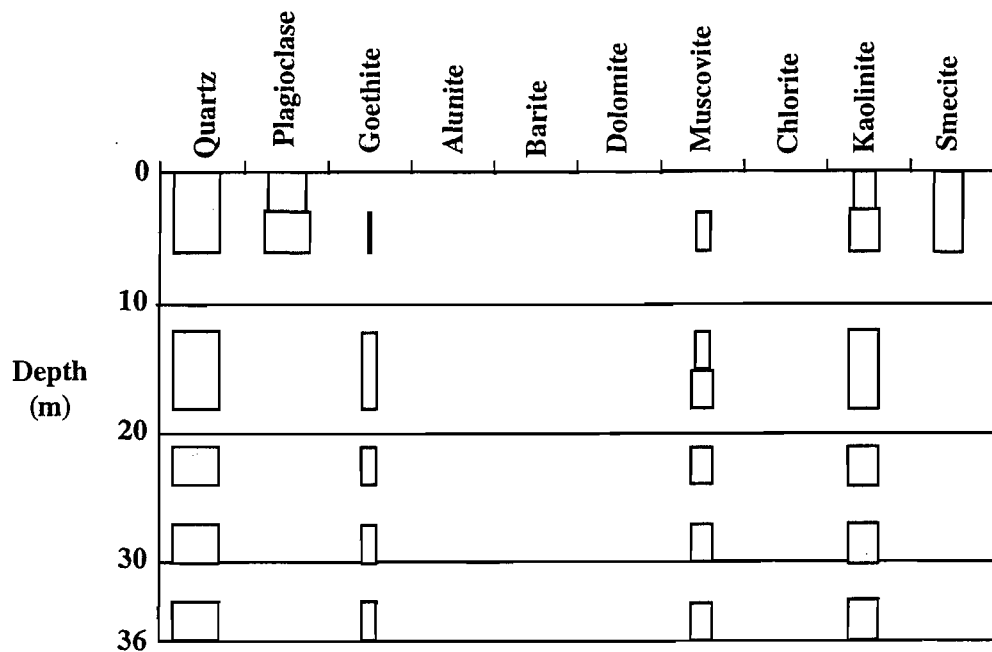 Quartz
Plagioclase
Goethite
Alunite
Barite
Dolomite
Muscovite
Chlorite
Kaolinite
Smecite
0
10
Depth
(m)
20
30
36